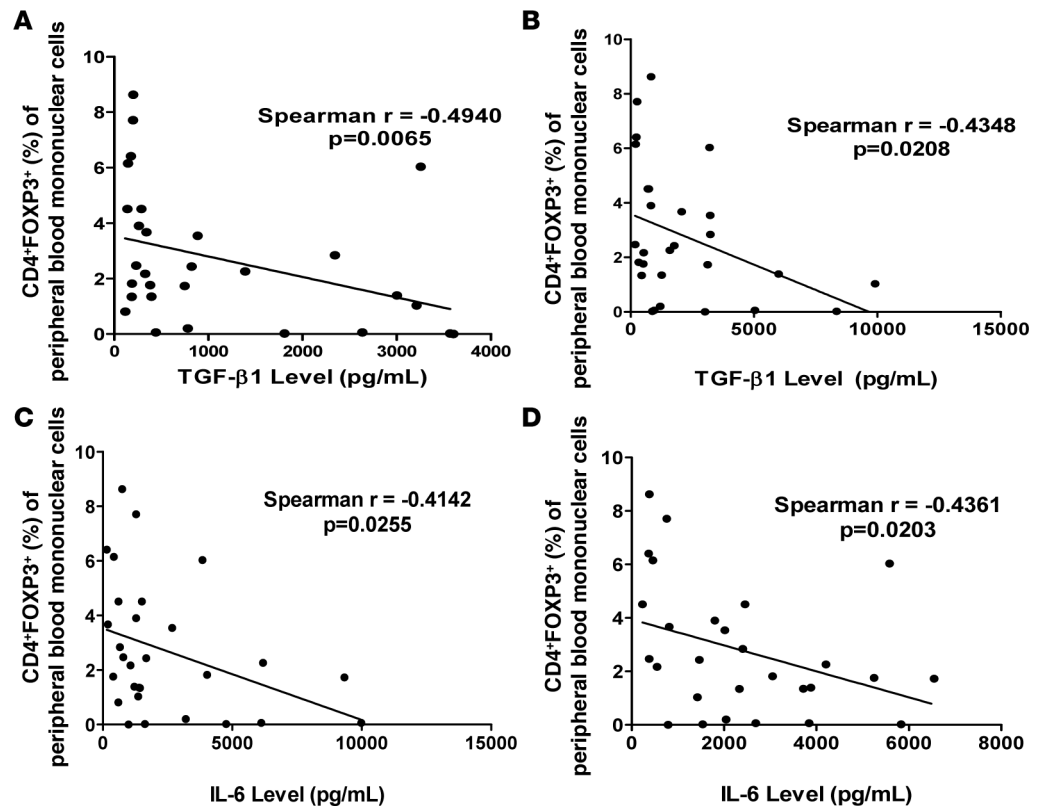 A
CD4⁺FOXP3⁺ (%) of
peripheral blood mononuclear cells
10
8
6
4
2
0
Spearman r = -0.4940
p=0.0065
0 1000 2000 3000 4000
TGF-β1 Level (pg/mL)
B
CD4⁺FOXP3⁺ (%) of
peripheral blood mononuclear cells
10
8
6
4
2
0
Spearman r = -0.4348
p=0.0208
0 5000 10000 15000
TGF-β1 Level (pg/mL)
C
CD4⁺FOXP3⁺ (%) of
peripheral blood mononuclear cells
10
8
6
4
2
0
Spearman r = -0.4142
p=0.0255
0 5000 10000 15000
IL-6 Level (pg/mL)
D
CD4⁺FOXP3⁺ (%) of
peripheral blood mononuclear cells
10
8
6
4
2
0
Spearman r = -0.4361
p=0.0203
0 2000 4000 6000 8000
IL-6 Level (pg/mL)